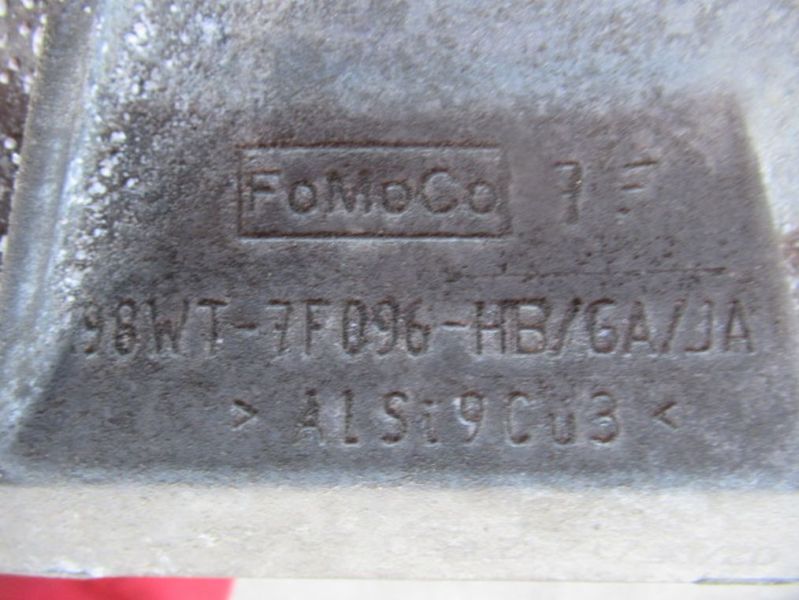 FoMoCo
98WT-7F096-HB/GA/JA
> ALSi9Cu3 <